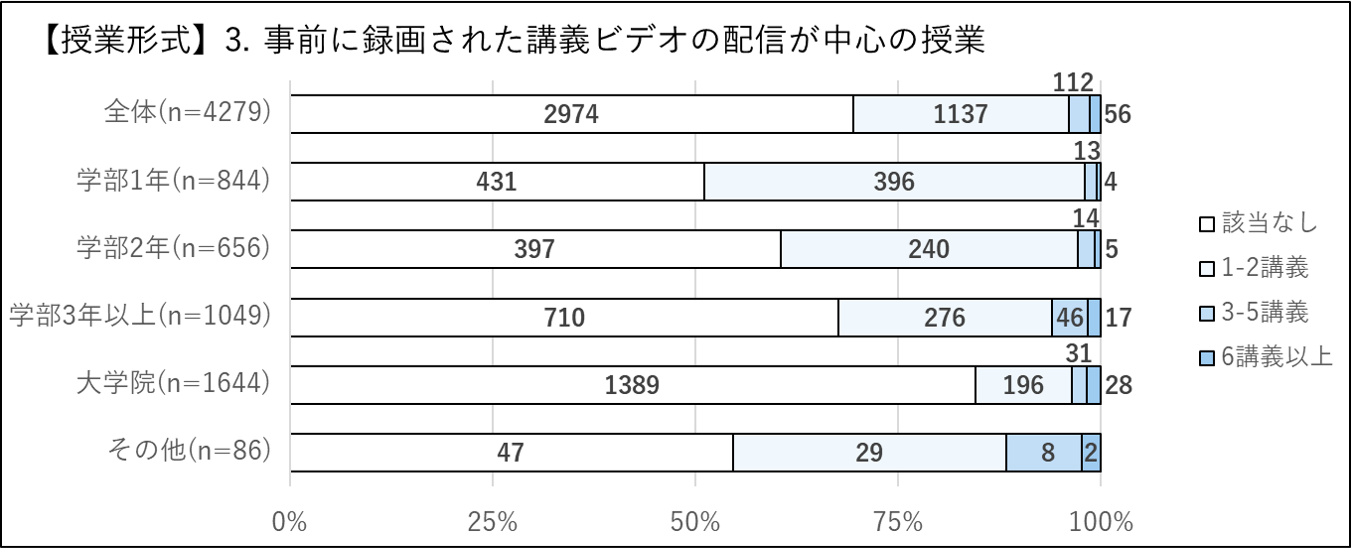 【授業形式】3. 事前に録画された講義ビデオの配信が中心の授業
112
全体(n=4279) 2974 1137 56
13
学部1年(n=844) 431 396 4
14
学部2年(n=656) 397 240 5
学部3年以上(n=1049) 710 276 46 17
31
大学院(n=1644) 1389 196 28
その他(n=86) 47 29 8 2
0% 25% 50% 75% 100%
該当なし
1-2講義
3-5講義
6講義以上